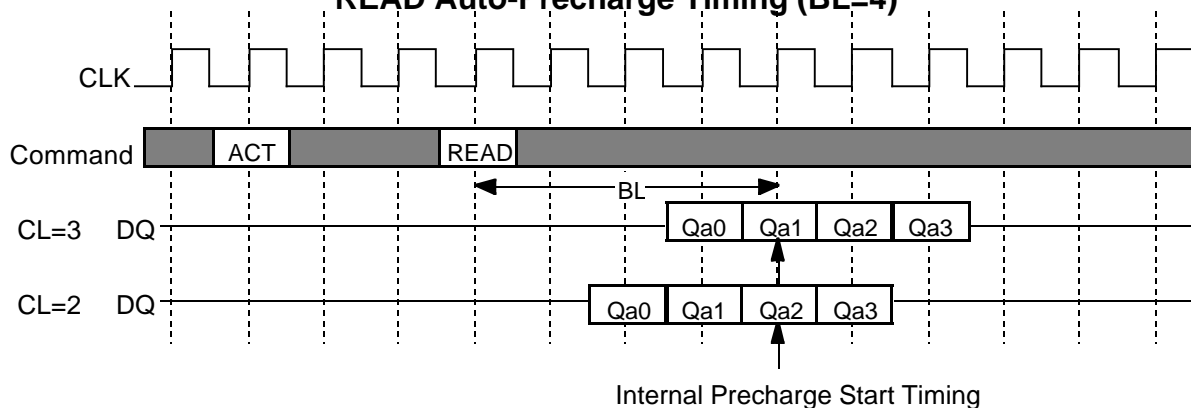 READ Auto-Precharge Timing (BL=4)
CLK
Command ACT READ
BL
CL=3 DQ Qa0 Qa1 Qa2 Qa3
CL=2 DQ Qa0 Qa1 Qa2 Qa3
Internal Precharge Start Timing